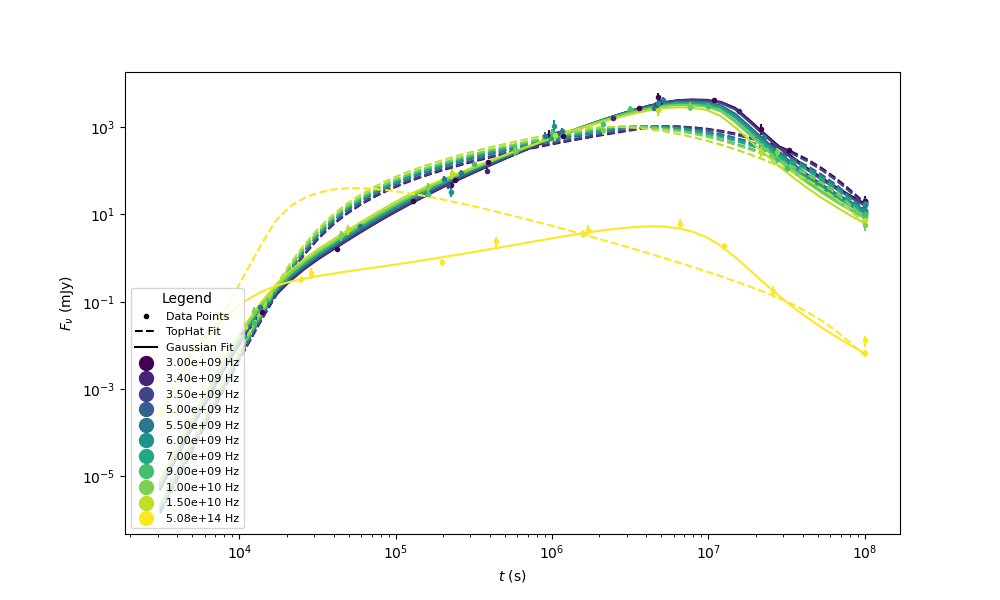 10^3
10^1
10^−1
10^−3
10^−5
F_ν (mJy)
Legend
Data Points
TopHat Fit
Gaussian Fit
3.00e+09 Hz
3.40e+09 Hz
3.50e+09 Hz
5.00e+09 Hz
5.50e+09 Hz
6.00e+09 Hz
7.00e+09 Hz
9.00e+09 Hz
1.00e+10 Hz
1.50e+10 Hz
5.08e+14 Hz
10^4 10^5 10^6 10^7 10^8
t (s)